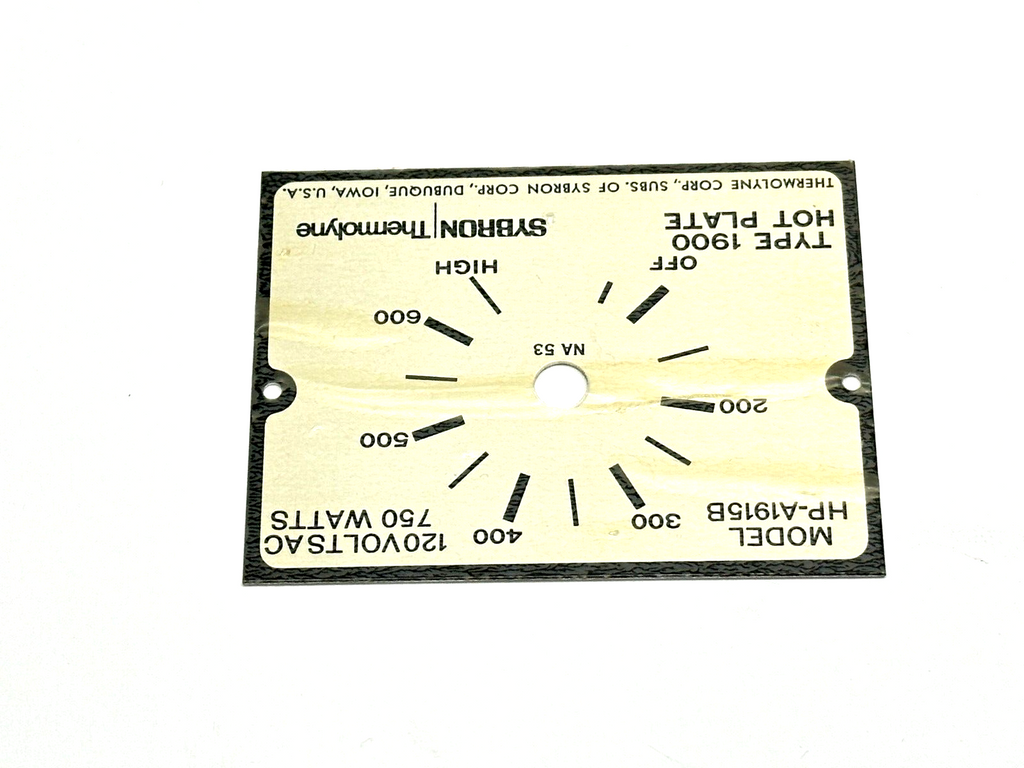 MODEL
HP-A1915B
120VOLTSAC
750 WATTS
300
400
200
500
NA 53
600
OFF
HIGH
TYPE 1900
HOT PLATE
SYBRON Thermolyne
THERMOLYNE CORP., SUBS. OF SYBRON CORP., DUBUQUE, IOWA, U.S.A.